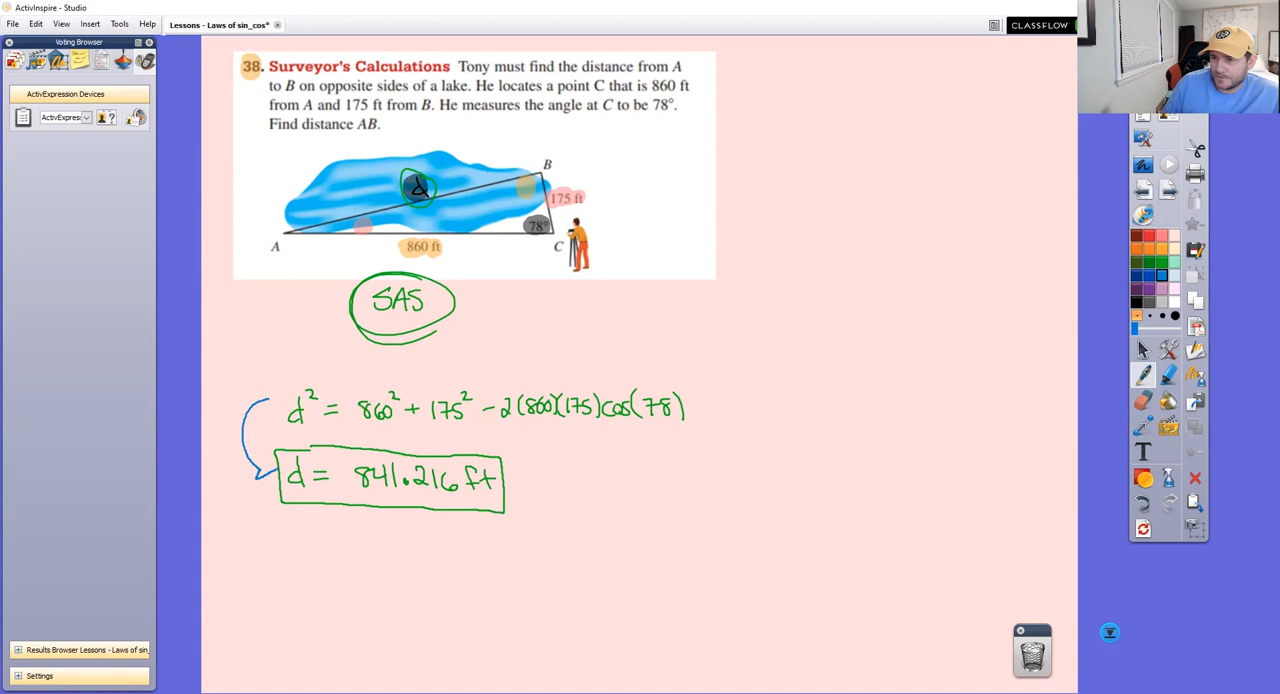 ActivInspire - Studio
File Edit View Insert Tools Help
Lessons - Laws of sin_cos*
CLASSFLOW
Voting Browser
ActivExpression Devices
ActivExpres
38. Surveyor's Calculations Tony must find the distance from A
to B on opposite sides of a lake. He locates a point C that is 860 ft
from A and 175 ft from B. He measures the angle at C to be 78°.
Find distance AB.
B
d
175 ft
78°
A
860 ft
C
SAS
d² = 860² + 175² - 2(860)(175)cos(78)
d = 841.216 ft
T
Results Browser Lessons - Laws of sin_
Settings